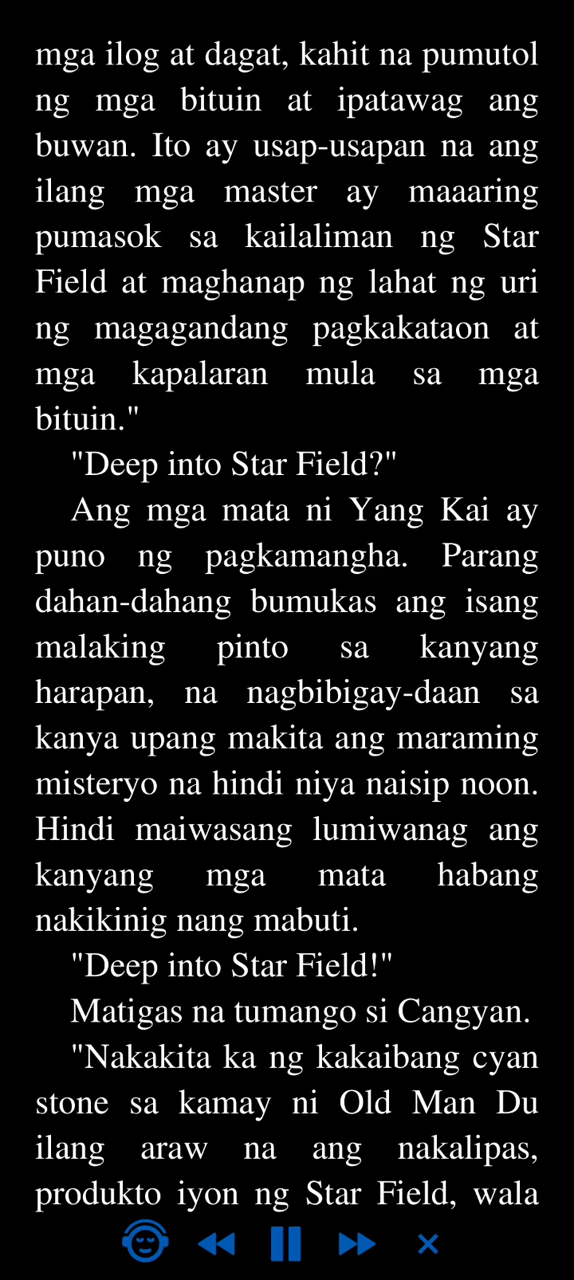 mga ilog at dagat, kahit na pumutol
ng mga bituin at ipatawag ang
buwan. Ito ay usap-usapan na ang
ilang mga master ay maaaring
pumasok sa kailaliman ng Star
Field at maghanap ng lahat ng uri
ng magagandang pagkakataon at
mga kapalaran mula sa mga
bituin."
"Deep into Star Field?"
Ang mga mata ni Yang Kai ay
puno ng pagkamangha. Parang
dahan-dahang bumukas ang isang
malaking pinto sa kanyang
harapan, na nagbibigay-daan sa
kanya upang makita ang maraming
misteryo na hindi niya naisip noon.
Hindi maiwasang lumiwanag ang
kanyang mga mata habang
nakikinig nang mabuti.
"Deep into Star Field!"
Matigas na tumango si Cangyan.
"Nakakita ka ng kakaibang cyan
stone sa kamay ni Old Man Du
ilang araw na ang nakalipas,
produkto iyon ng Star Field, wala